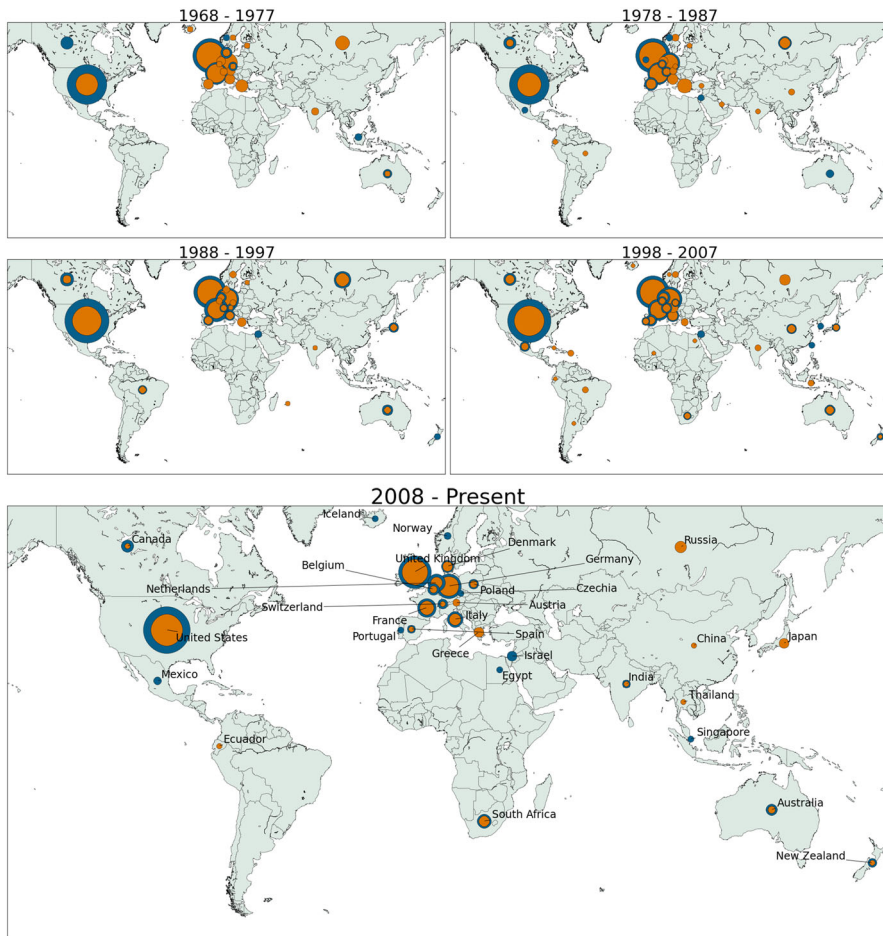 1968 - 1977
1978 - 1987
1988 - 1997
1998 - 2007
2008 - Present
Iceland
Norway
Canada
Denmark
Russia
Belgium
United Kingdom
Germany
Netherlands
Poland
Czechia
Switzerland
Austria
France
Italy
United States
Portugal
Spain
China
Japan
Greece
Israel
Mexico
Egypt
India
Thailand
Ecuador
Singapore
Australia
South Africa
New Zealand